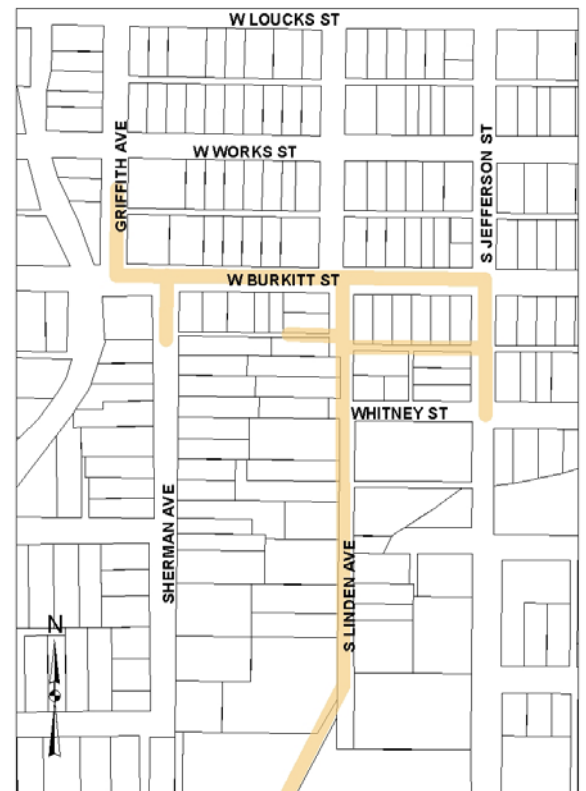 W LOUCKS ST
GRIFFITH AVE
W WORKS ST
S JEFFERSON ST
W BURKITT ST
WHITNEY ST
SHERMAN AVE
S LINDEN AVE
N